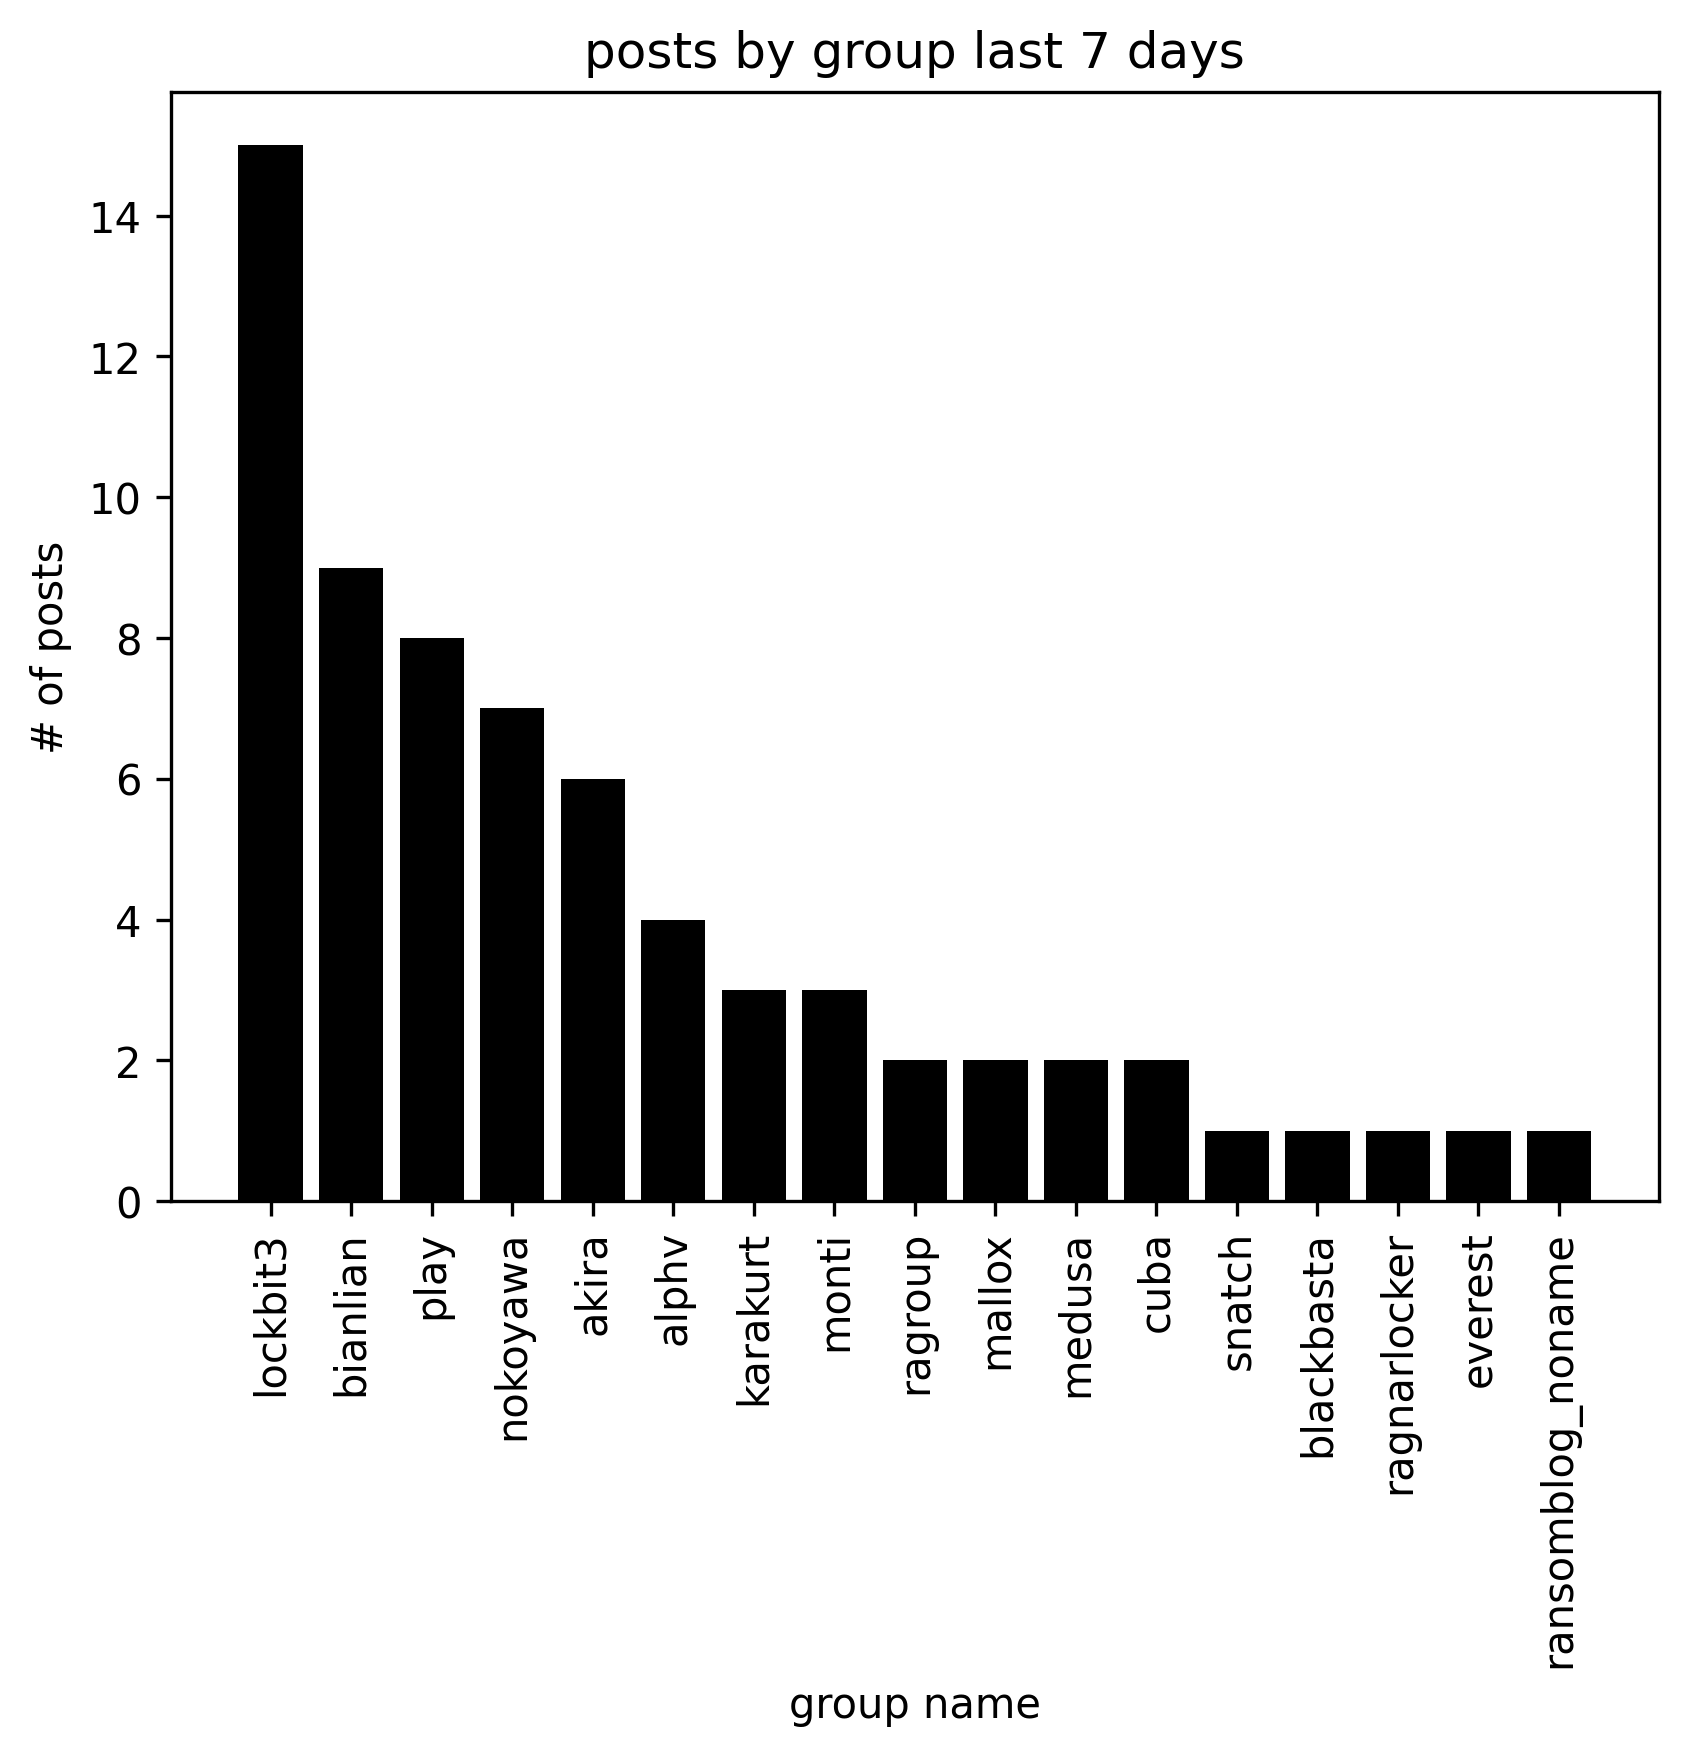 posts by group last 7 days
# of posts
14
12
10
8
6
4
2
0
lockbit3
bianlian
play
nokoyawa
akira
alphv
karakurt
monti
ragroup
mallox
medusa
cuba
snatch
blackbasta
ragnarlocker
everest
ransomblog_noname
group name